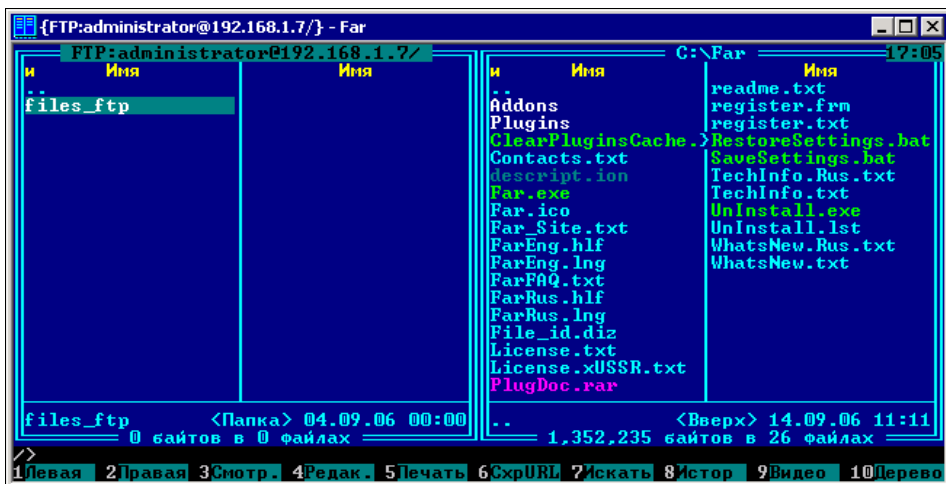 {FTP:administrator@192.168.1.7/} - Far
FTP:administrator@192.168.1.7/
и Имя Имя
..
files_ftp
files_ftp <Папка> 04.09.06 00:00
0 байтов в 0 файлах
C:\Far 17:05
и Имя Имя
..
Addons
Plugins
ClearPluginsCache.}
Contacts.txt
descript.ion
Far.exe
Far.ico
Far_Site.txt
FarEng.hlf
FarEng.lng
FarFAQ.txt
FarRus.hlf
FarRus.lng
File_id.diz
License.txt
License.xUSSR.txt
PlugDoc.rar
readme.txt
register.frm
register.txt
RestoreSettings.bat
SaveSettings.bat
TechInfo.Rus.txt
TechInfo.txt
UnInstall.exe
UnInstall.lst
WhatsNew.Rus.txt
WhatsNew.txt
.. <Вверх> 14.09.06 11:11
1,352,235 байтов в 26 файлах
/>
1Левая 2Правая 3Смотр. 4Редак. 5Печать 6СхрURL 7Искать 8Истор 9Видео 10Дерево